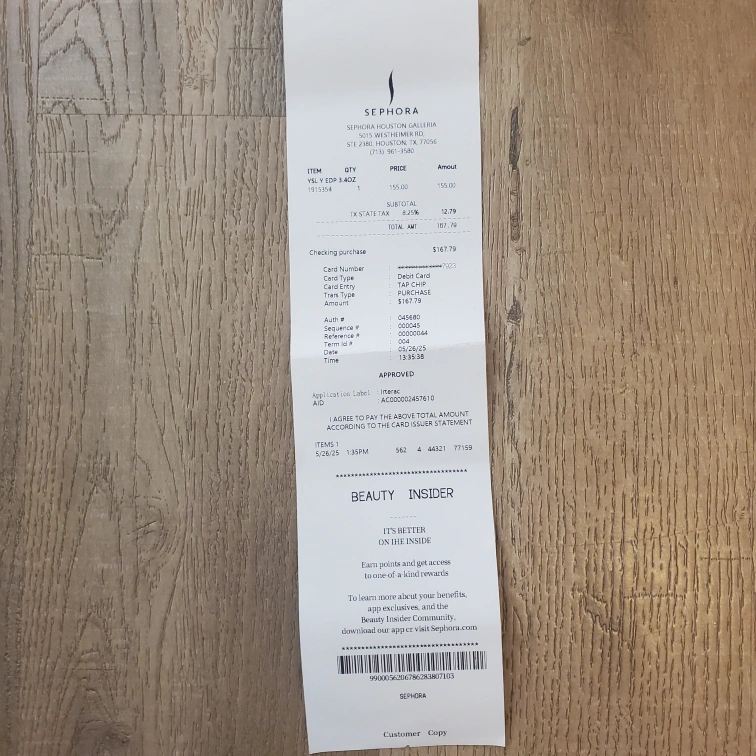 SEPHORA
SEPHORA HOUSTON GALLERIA
5015 WESTHEIMER RD,
STE 2380, HOUSTON, TX, 77056
(713) 961-3580
ITEM QTY PRICE Amout
YSL Y EDP 3.4OZ
1915354 1 155.00 155.00
SUBTOTAL
TX STATE TAX 8.25% 12.79
TOTAL AMT 167.79
Checking purchase $167.79
Card Number : ***************7923
Card Type : Debit Card
Card Entry : TAP CHIP
Trans Type : PURCHASE
Amount : $167.79
Auth # : 045680
Sequence # : 000045
Reference # : 00000044
Term Id # : 004
Date : 05/26/25
Time : 13:35:38
APPROVED
Application Label : Iterac
AID : AC000002457610
I AGREE TO PAY THE ABOVE TOTAL AMOUNT
ACCORDING TO THE CARD ISSUER STATEMENT
ITEMS 1
5/26/25 1:35PM 562 4 44321 77159
BEAUTY INSIDER
IT'S BETTER
ON THE INSIDE
Earn points and get access
to one-of-a-kind rewards
To learn more about your benefits,
app exclusives, and the
Beauty Insider Community,
download our app or visit Sephora.com
9900056206786283807103
SEPHORA
Customer Copy